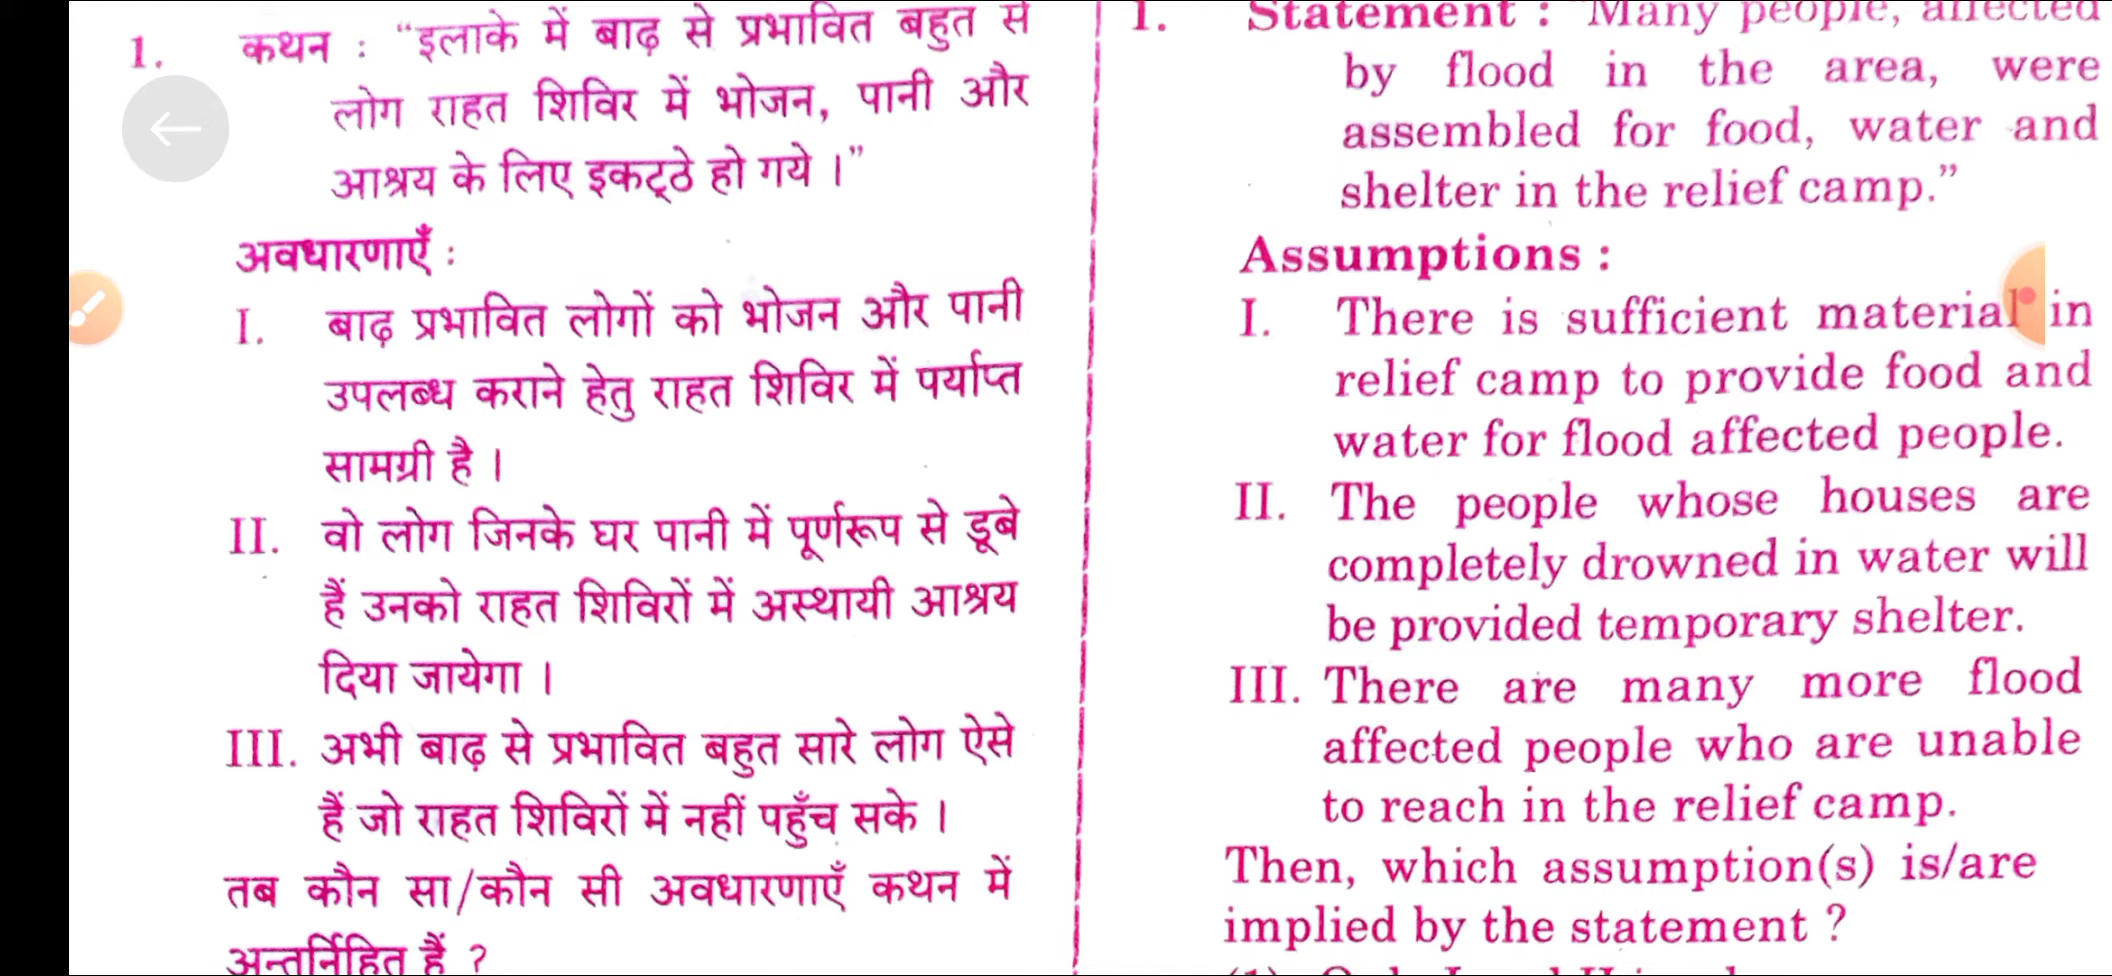 1. कथन : “इलाके में बाढ़ से प्रभावित बहुत से
लोग राहत शिविर में भोजन, पानी और
आश्रय के लिए इकट्ठे हो गये ।”
अवधारणाएँ :
I. बाढ़ प्रभावित लोगों को भोजन और पानी
उपलब्ध कराने हेतु राहत शिविर में पर्याप्त
सामग्री है ।
II. वो लोग जिनके घर पानी में पूर्णरूप से डूबे
हैं उनको राहत शिविरों में अस्थायी आश्रय
दिया जायेगा ।
III. अभी बाढ़ से प्रभावित बहुत सारे लोग ऐसे
हैं जो राहत शिविरों में नहीं पहुँच सके ।
तब कौन सा/कौन सी अवधारणाएँ कथन में
अन्तर्निहित हैं ?
1. Statement : “Many people, affected
by flood in the area, were
assembled for food, water and
shelter in the relief camp.”
Assumptions :
I. There is sufficient material in
relief camp to provide food and
water for flood affected people.
II. The people whose houses are
completely drowned in water will
be provided temporary shelter.
III. There are many more flood
affected people who are unable
to reach in the relief camp.
Then, which assumption(s) is/are
implied by the statement ?